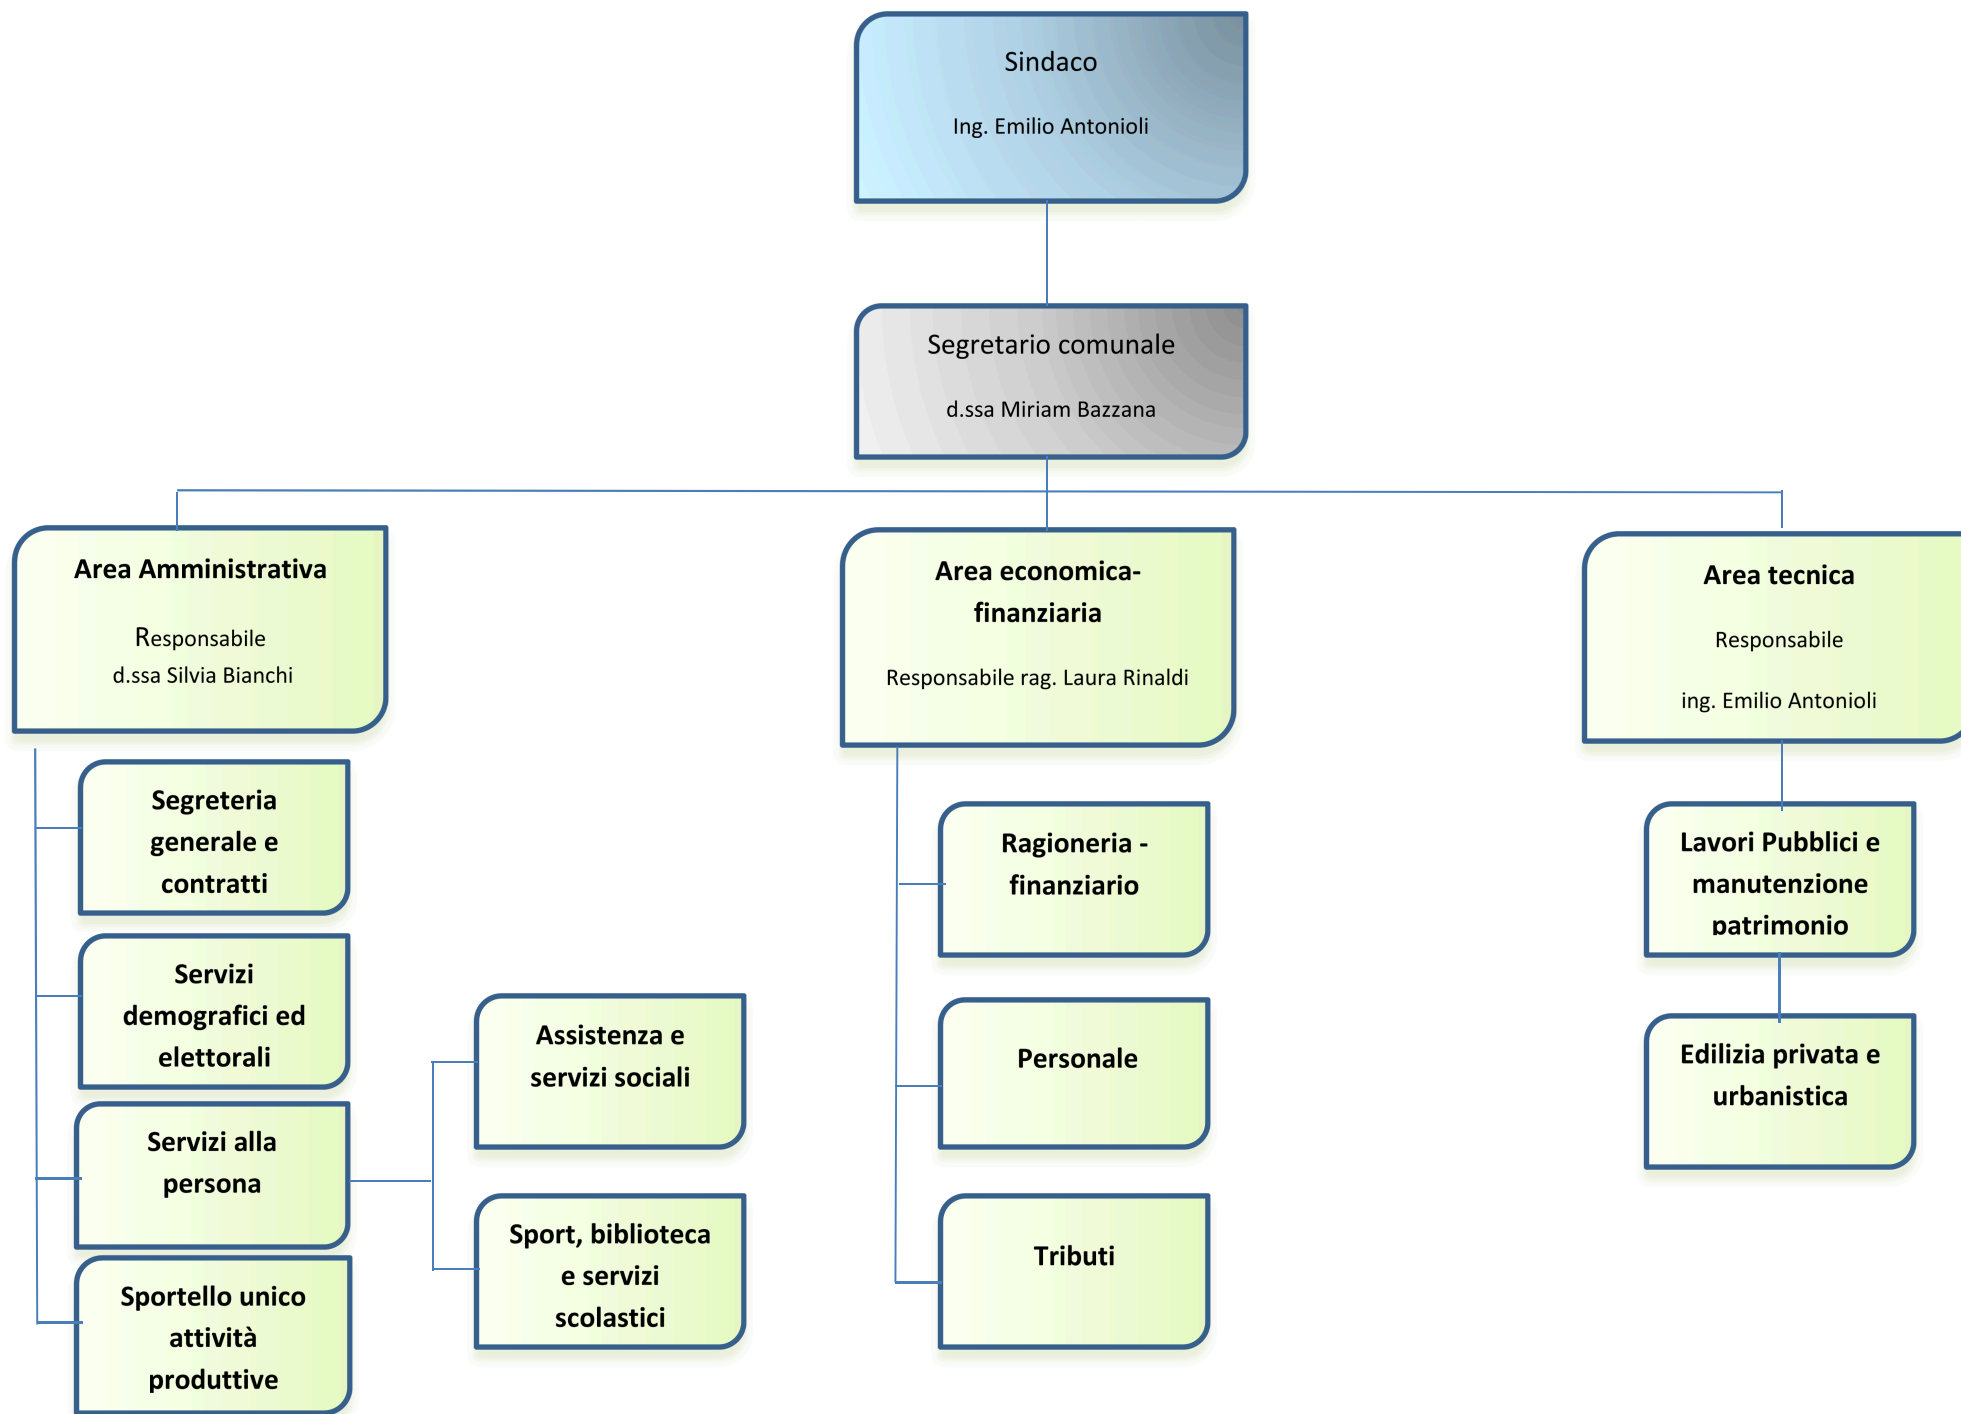 Sindaco
Ing. Emilio Antonioli
Segretario comunale
d.ssa Miriam Bazzana
Area Amministrativa
Responsabile
d.ssa Silvia Bianchi
Area economica-
finanziaria
Responsabile rag. Laura Rinaldi
Area tecnica
Responsabile
ing. Emilio Antonioli
Segreteria
generale e
contratti
Servizi
demografici ed
elettorali
Servizi alla
persona
Sportello unico
attività
produttive
Assistenza e
servizi sociali
Sport, biblioteca
e servizi
scolastici
Ragioneria -
finanziario
Personale
Tributi
Lavori Pubblici e
manutenzione
patrimonio
Edilizia privata e
urbanistica